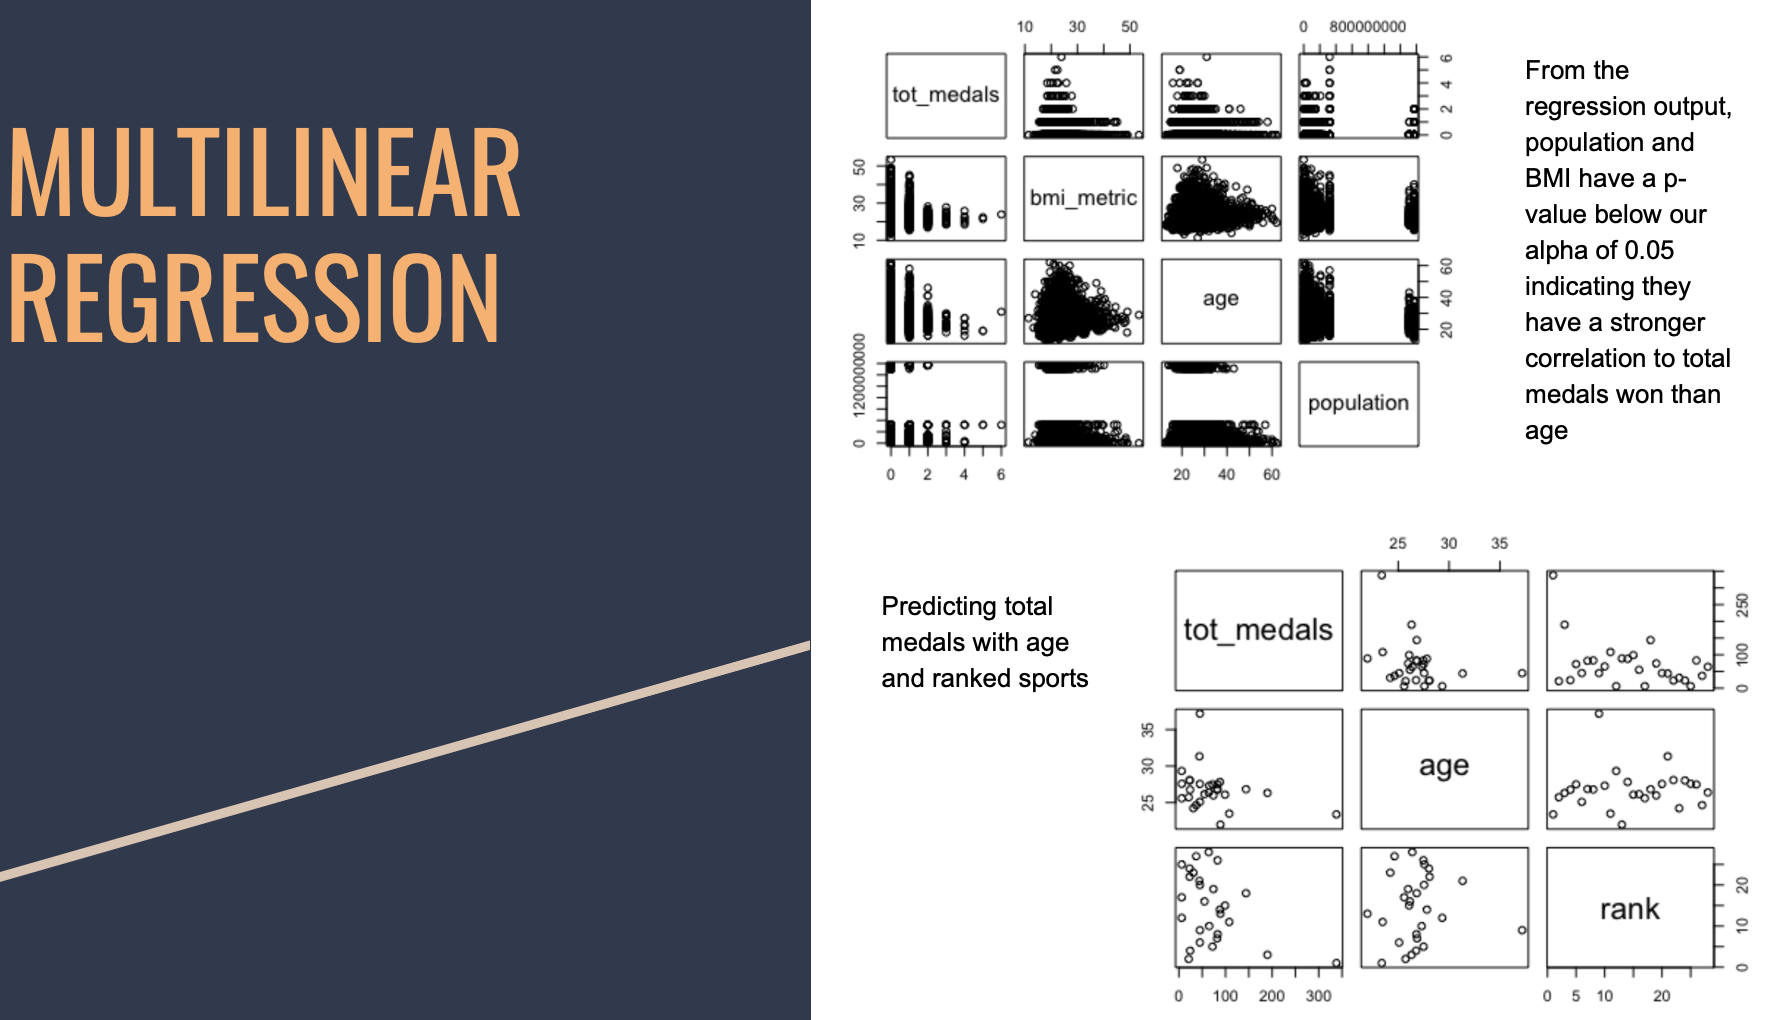 MULTILINEAR
REGRESSION
10 30 50
0 800000000
tot_medals
0 2 4 6
10 30 50
bmi_metric
age
20 40 60
0 1200000000
population
0 2 4 6
20 40 60
From the
regression output,
population and
BMI have a p-
value below our
alpha of 0.05
indicating they
have a stronger
correlation to total
medals won than
age
Predicting total
medals with age
and ranked sports
25 30 35
tot_medals
0 100 250
25 30 35
age
rank
0 10 20
0 100 200 300
0 5 10 20